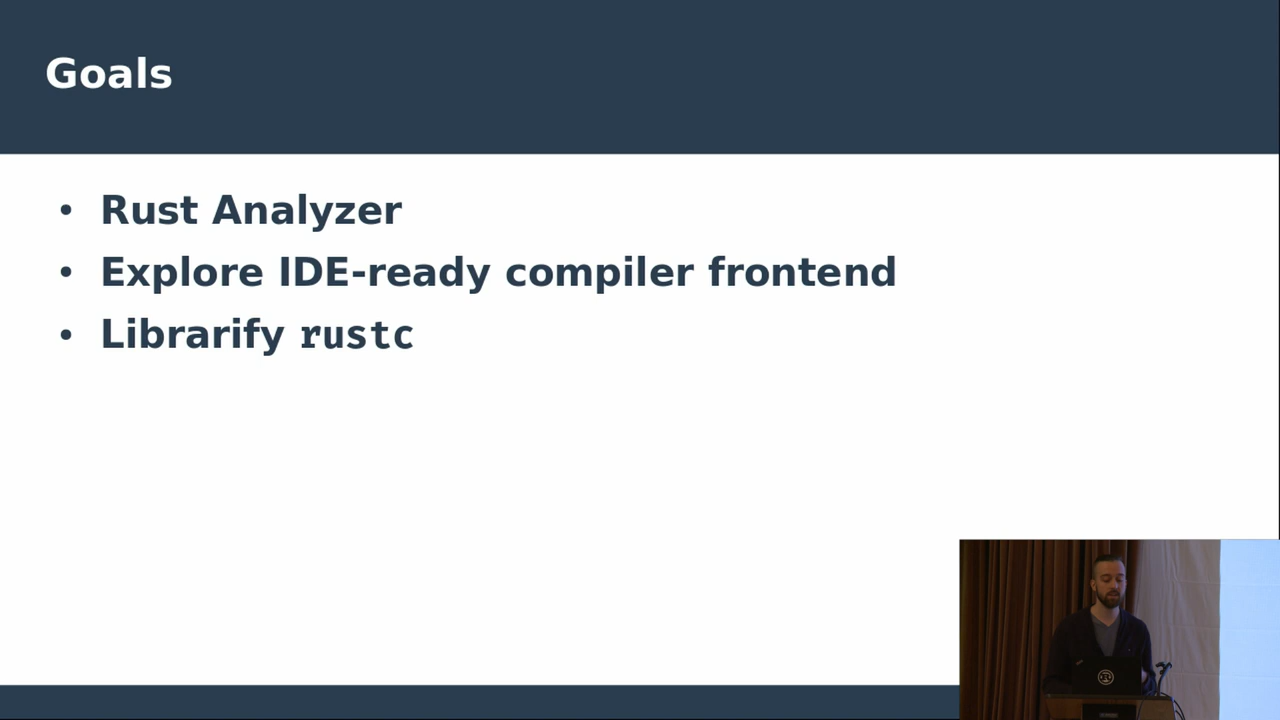 Goals
• Rust Analyzer
• Explore IDE-ready compiler frontend
• Librarify rustc